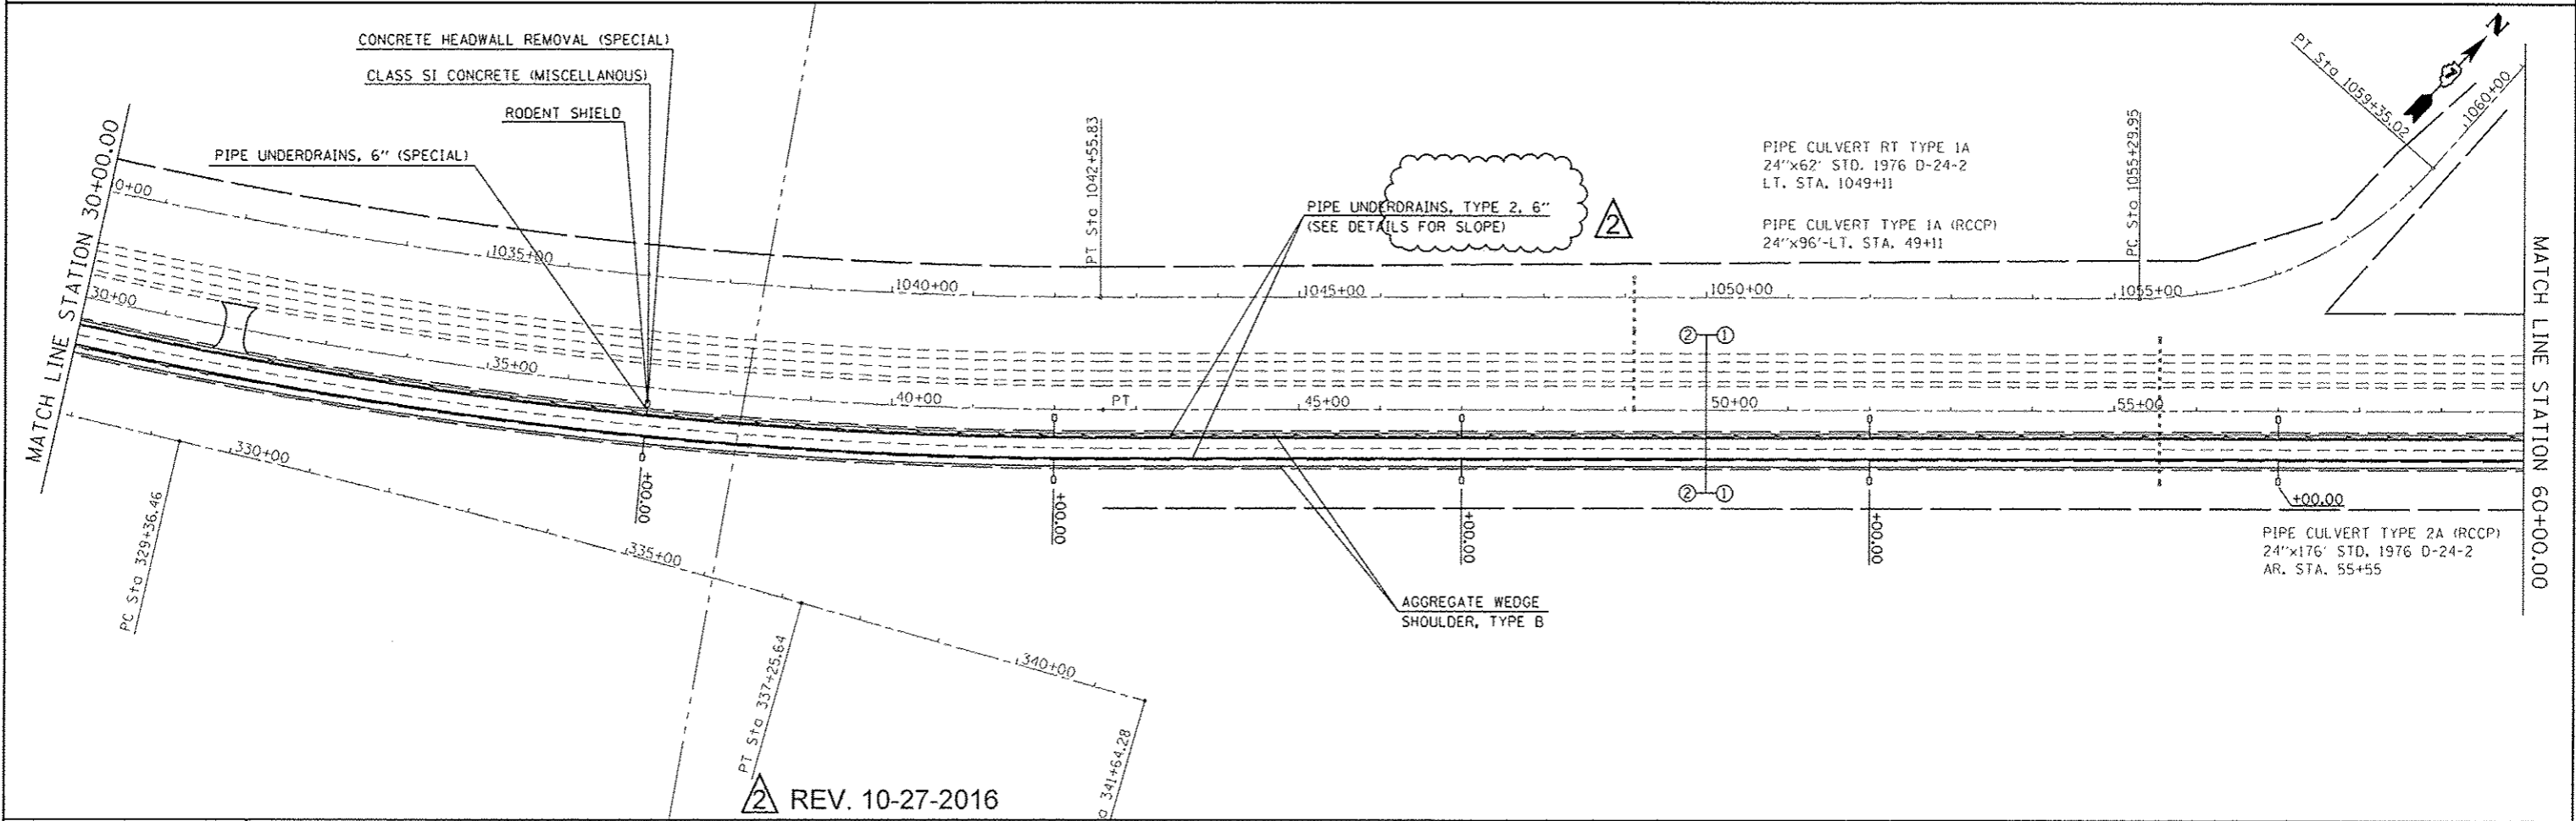 CONCRETE HEADWALL REMOVAL (SPECIAL)
CLASS SI CONCRETE (MISCELLANOUS)
RODENT SHIELD
PIPE UNDERDRAINS, 6" (SPECIAL)
MATCH LINE STATION 30+00.00
0+00
1035+00
1040+00
PT Sta 1042+55.83
1045+00
PIPE UNDERDRAINS, TYPE 2, 6"
(SEE DETAILS FOR SLOPE)
2
PIPE CULVERT RT TYPE 1A
24"x62' STD. 1976 D-24-2
LT. STA. 1049+11
PIPE CULVERT TYPE 1A (RCCP)
24"x96'-LT. STA. 49+11
1050+00
PC Sta 1055+29.95
1055+00
PT Sta 1059+35.02
1060+00
N
MATCH LINE STATION 60+00.00
30+00
35+00
40+00
PT
45+00
50+00
55+00
2 1
2 1
+00.00
+00.00
+00.00
+00.00
+00.00
PIPE CULVERT TYPE 2A (RCCP)
24"x176' STD. 1976 D-24-2
AR. STA. 55+55
AGGREGATE WEDGE
SHOULDER, TYPE B
PC Sta 329+36.46
330+00
335+00
PT Sta 337+25.64
340+00
a 341+64.28
2 REV. 10-27-2016